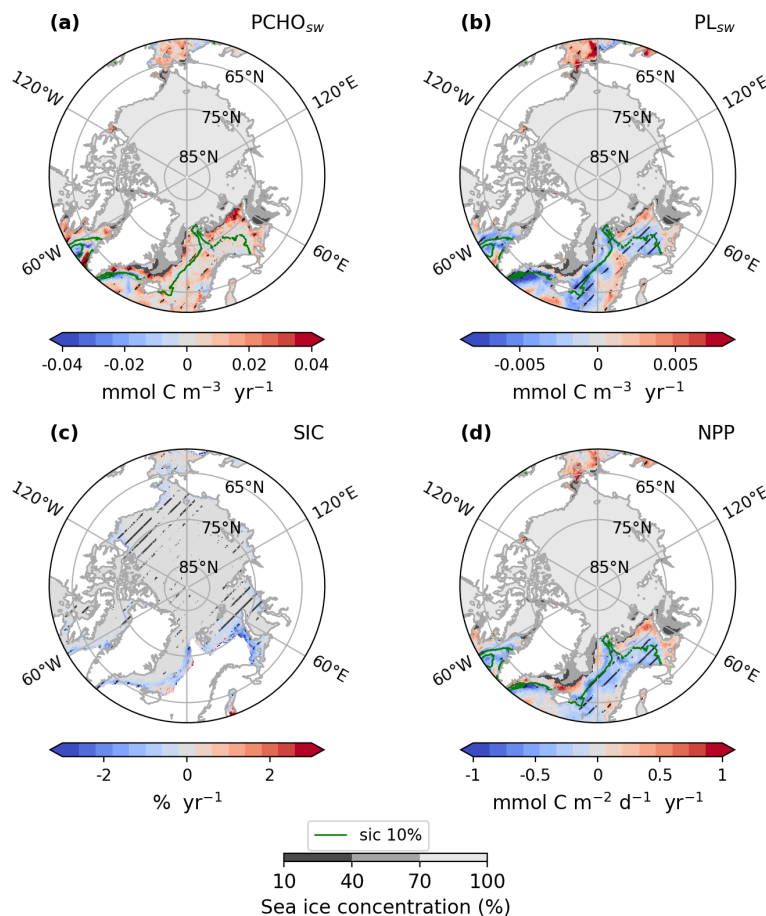 (a) PCHOsw
120°W 65°N 120°E
75°N
85°N
60°W 60°E
-0.04 -0.02 0 0.02 0.04
mmol C m⁻³ yr⁻¹
(b) PLsw
120°W 65°N 120°E
75°N
85°N
60°W 60°E
-0.005 0 0.005
mmol C m⁻³ yr⁻¹
(c) SIC
120°W 65°N 120°E
75°N
85°N
60°W 60°E
-2 0 2
% yr⁻¹
(d) NPP
120°W 65°N 120°E
75°N
85°N
60°W 60°E
-1 -0.5 0 0.5 1
mmol C m⁻² d⁻¹ yr⁻¹
sic 10%
10 40 70 100
Sea ice concentration (%)